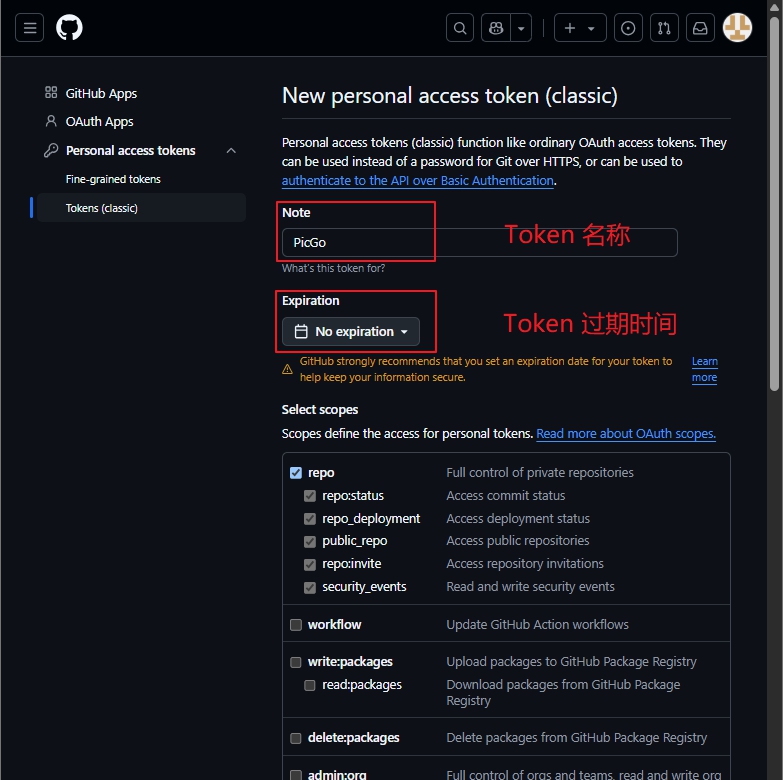 GitHub Apps
OAuth Apps
Personal access tokens
Fine-grained tokens
Tokens (classic)
New personal access token (classic)
Personal access tokens (classic) function like ordinary OAuth access tokens. They
can be used instead of a password for Git over HTTPS, or can be used to
authenticate to the API over Basic Authentication.
Note
PicGo
Token 名称
What's this token for?
Expiration
No expiration
Token 过期时间
GitHub strongly recommends that you set an expiration date for your token to
help keep your information secure.
Learn
more
Select scopes
Scopes define the access for personal tokens. Read more about OAuth scopes.
repo Full control of private repositories
repo:status Access commit status
repo_deployment Access deployment status
public_repo Access public repositories
repo:invite Access repository invitations
security_events Read and write security events
workflow Update GitHub Action workflows
write:packages Upload packages to GitHub Package Registry
read:packages Download packages from GitHub Package
Registry
delete:packages Delete packages from GitHub Package Registry
admin:org Full control of orgs and teams, read and write org